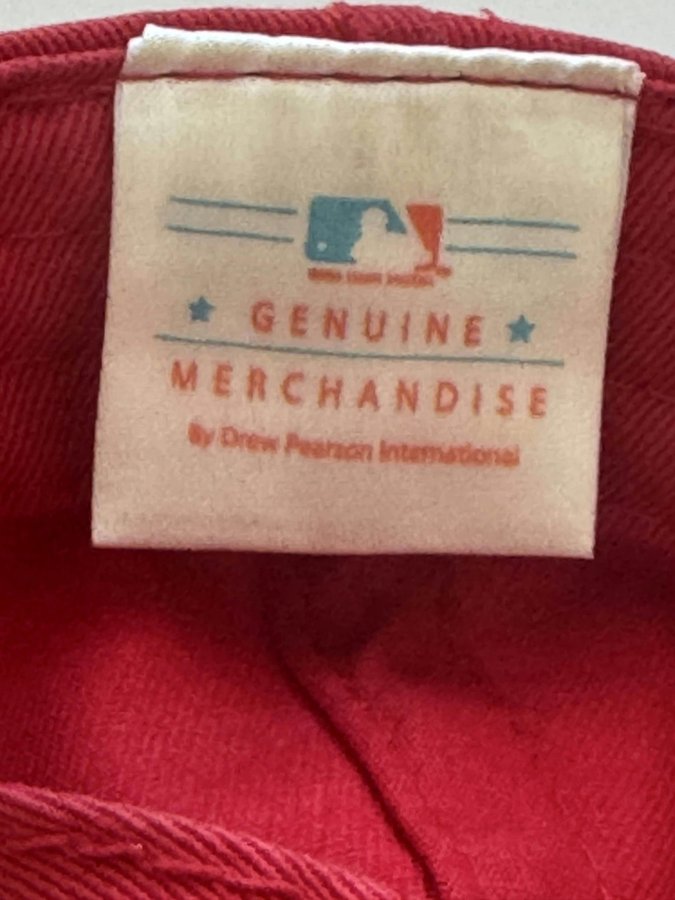 GENUINE
MERCHANDISE
By Drew Pearson International